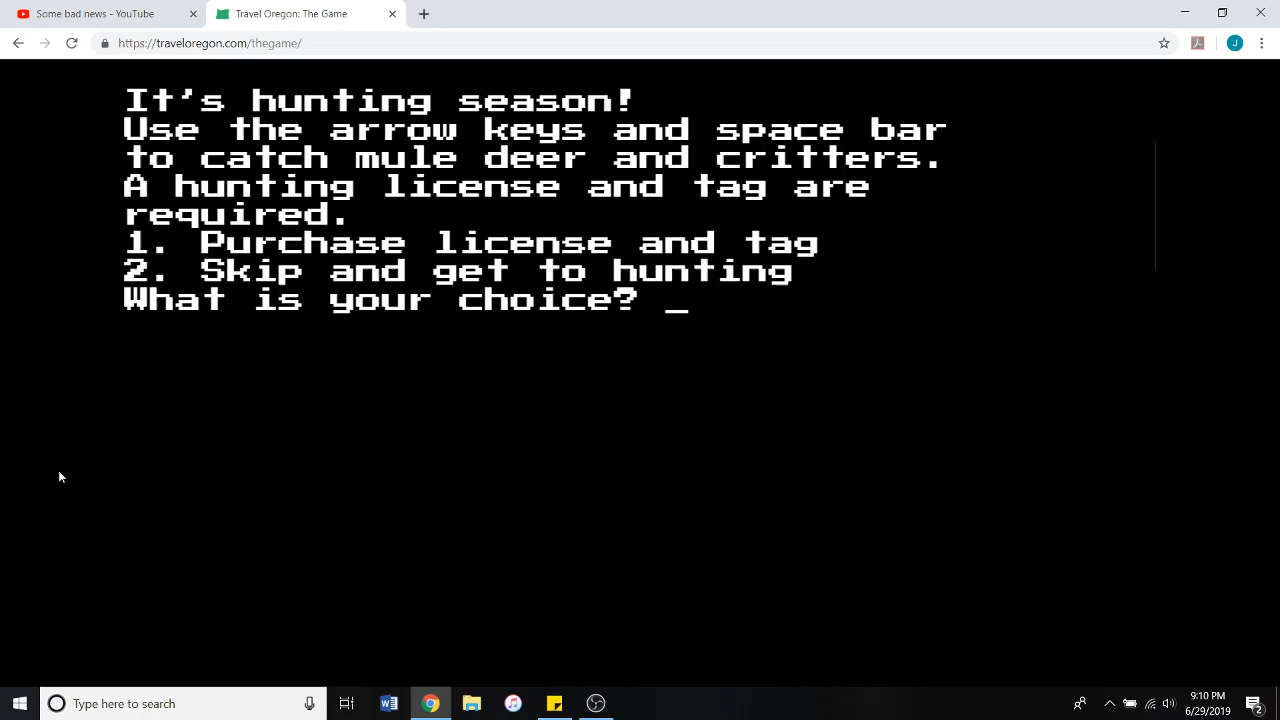 Some bad news - YouTube
Travel Oregon: The Game
https://traveloregon.com/thegame/
J
It's hunting season!
Use the arrow keys and space bar
to catch mule deer and critters.
A hunting license and tag are
required.
1. Purchase license and tag
2. Skip and get to hunting
What is your choice? _
Type here to search
W
9:10 PM
6/29/2019
2